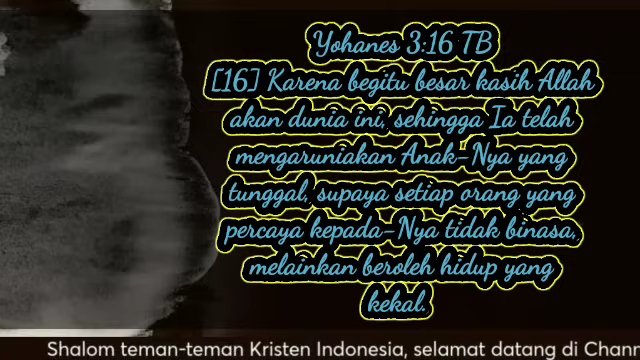 Yohanes 3:16 TB
[16] Karena begitu besar kasih Allah
akan dunia ini, sehingga Ia telah
mengaruniakan Anak-Nya yang
tunggal, supaya setiap orang yang
percaya kepada-Nya tidak binasa,
melainkan beroleh hidup yang
kekal.
Shalom teman-teman Kristen Indonesia, selamat datang di Chann